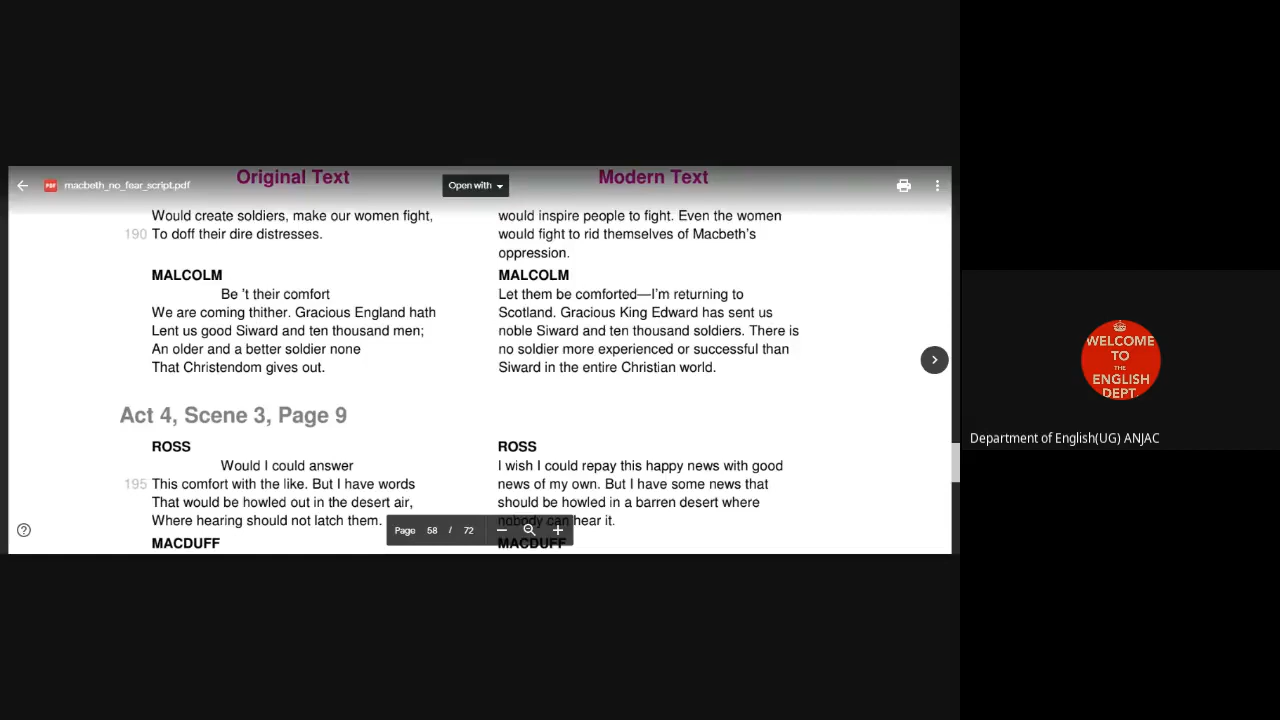 Original Text
Modern Text
macbeth_no_fear_script.pdf
PDF
Open with
Would create soldiers, make our women fight,
190 To doff their dire distresses.
would inspire people to fight. Even the women
would fight to rid themselves of Macbeth's
oppression.
MALCOLM
Be 't their comfort
We are coming thither. Gracious England hath
Lent us good Siward and ten thousand men;
An older and a better soldier none
That Christendom gives out.
MALCOLM
Let them be comforted—I'm returning to
Scotland. Gracious King Edward has sent us
noble Siward and ten thousand soldiers. There is
no soldier more experienced or successful than
Siward in the entire Christian world.
Act 4, Scene 3, Page 9
ROSS
Would I could answer
195 This comfort with the like. But I have words
That would be howled out in the desert air,
Where hearing should not latch them.
MACDUFF
ROSS
I wish I could repay this happy news with good
news of my own. But I have some news that
should be howled in a barren desert where
nobody can hear it.
MACDUFF
Page 58 / 72
WELCOME
TO
THE
ENGLISH
DEPT.
Department of English(UG) ANJAC